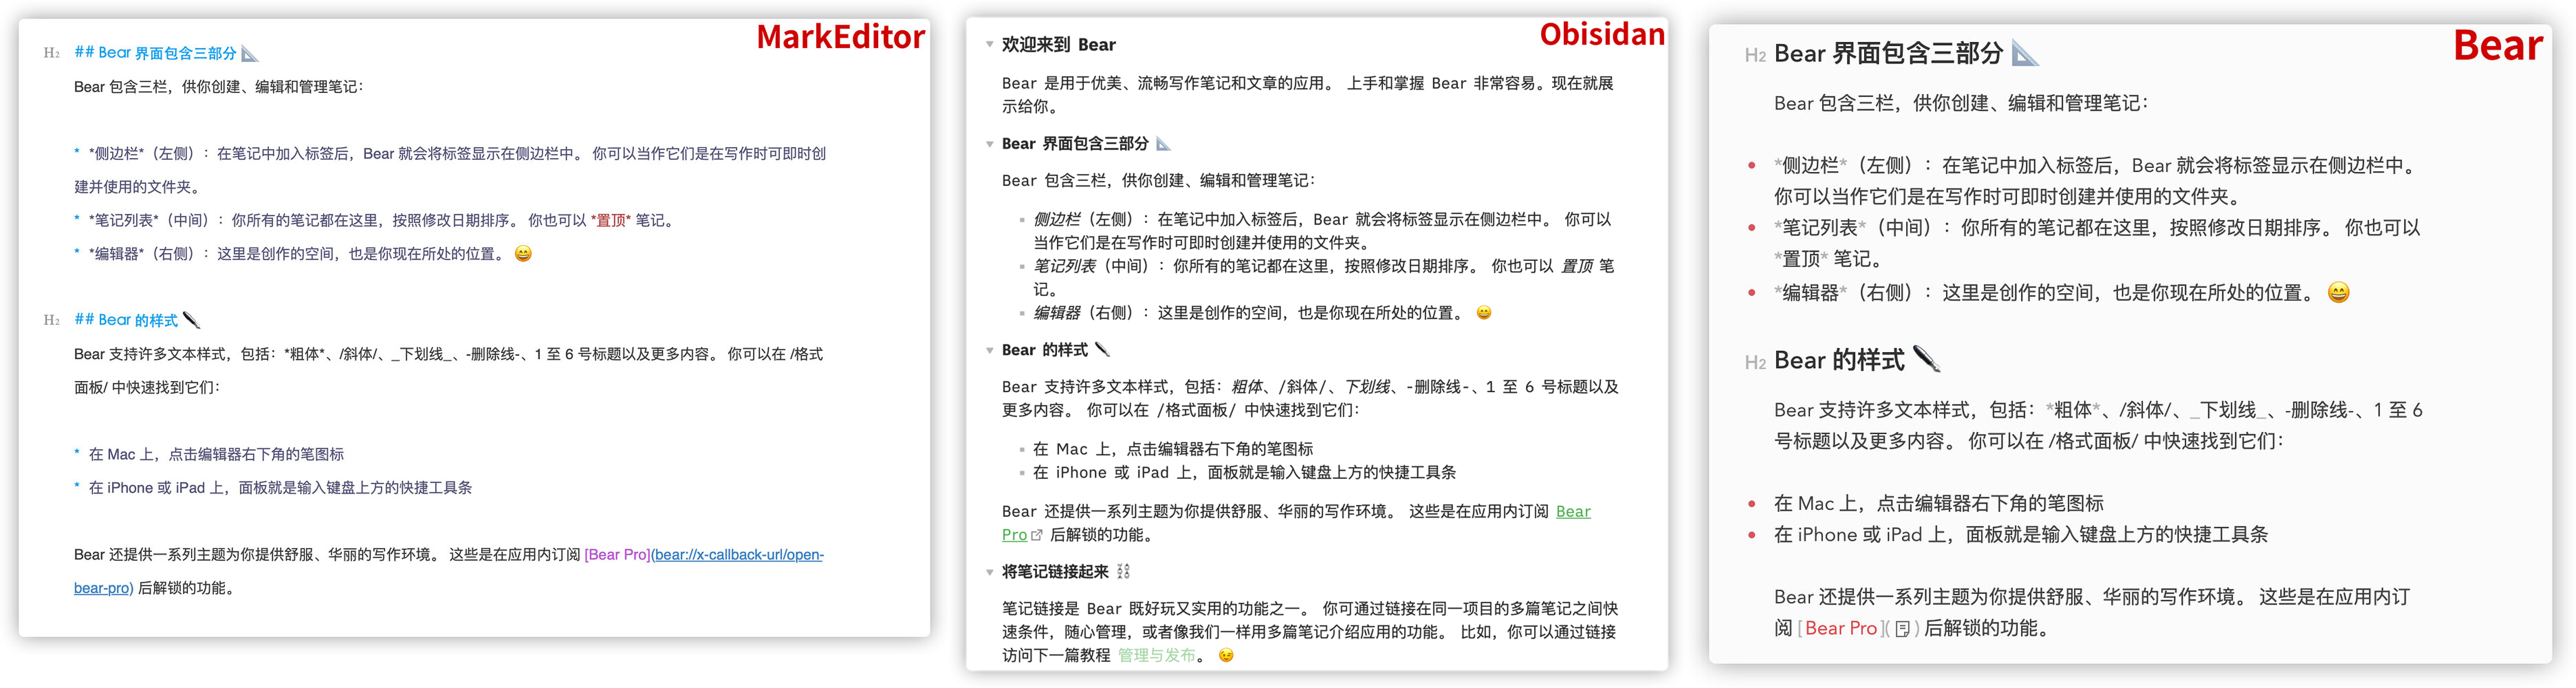 MarkEditor
H2 ## Bear 界面包含三部分 📐
Bear 包含三栏，供你创建、编辑和管理笔记：
* *侧边栏*（左侧）：在笔记中加入标签后，Bear 就会将标签显示在侧边栏中。 你可以当作它们是在写作时可即时创
建并使用的文件夹。
* *笔记列表*（中间）：你所有的笔记都在这里，按照修改日期排序。 你也可以 *置顶* 笔记。
* *编辑器*（右侧）：这里是创作的空间，也是你现在所处的位置。 😄
H2 ## Bear 的样式 ✒
Bear 支持许多文本样式，包括：*粗体*、/斜体/、_下划线_、-删除线-、1 至 6 号标题以及更多内容。 你可以在 /格式
面板/ 中快速找到它们：
* 在 Mac 上，点击编辑器右下角的笔图标
* 在 iPhone 或 iPad 上，面板就是输入键盘上方的快捷工具条
Bear 还提供一系列主题为你提供舒服、华丽的写作环境。 这些是在应用内订阅 [Bear Pro](bear://x-callback-url/open-
bear-pro) 后解锁的功能。
Obisidan
欢迎来到 Bear
Bear 是用于优美、流畅写作笔记和文章的应用。 上手和掌握 Bear 非常容易。现在就展
示给你。
Bear 界面包含三部分 📐
Bear 包含三栏，供你创建、编辑和管理笔记：
侧边栏（左侧）：在笔记中加入标签后，Bear 就会将标签显示在侧边栏中。 你可以
当作它们是在写作时可即时创建并使用的文件夹。
笔记列表（中间）：你所有的笔记都在这里，按照修改日期排序。 你也可以 置顶 笔
记。
编辑器（右侧）：这里是创作的空间，也是你现在所处的位置。 😄
Bear 的样式 ✒
Bear 支持许多文本样式，包括：粗体、/斜体/、下划线、-删除线-、1 至 6 号标题以及
更多内容。 你可以在 /格式面板/ 中快速找到它们：
在 Mac 上，点击编辑器右下角的笔图标
在 iPhone 或 iPad 上，面板就是输入键盘上方的快捷工具条
Bear 还提供一系列主题为你提供舒服、华丽的写作环境。 这些是在应用内订阅 Bear
Pro 后解锁的功能。
将笔记链接起来 ⛓
笔记链接是 Bear 既好玩又实用的功能之一。 你可通过链接在同一项目的多篇笔记之间快
速条件，随心管理，或者像我们一样用多篇笔记介绍应用的功能。 比如，你可以通过链接
访问下一篇教程 管理与发布。 😉
Bear
H2 Bear 界面包含三部分 📐
Bear 包含三栏，供你创建、编辑和管理笔记：
*侧边栏*（左侧）：在笔记中加入标签后，Bear 就会将标签显示在侧边栏中。
你可以当作它们是在写作时可即时创建并使用的文件夹。
*笔记列表*（中间）：你所有的笔记都在这里，按照修改日期排序。 你也可以
*置顶* 笔记。
*编辑器*（右侧）：这里是创作的空间，也是你现在所处的位置。 😄
H2 Bear 的样式 ✒
Bear 支持许多文本样式，包括：*粗体*、/斜体/、_下划线_、-删除线-、1 至 6
号标题以及更多内容。 你可以在 /格式面板/ 中快速找到它们：
在 Mac 上，点击编辑器右下角的笔图标
在 iPhone 或 iPad 上，面板就是输入键盘上方的快捷工具条
Bear 还提供一系列主题为你提供舒服、华丽的写作环境。 这些是在应用内订
阅 [Bear Pro]() 后解锁的功能。